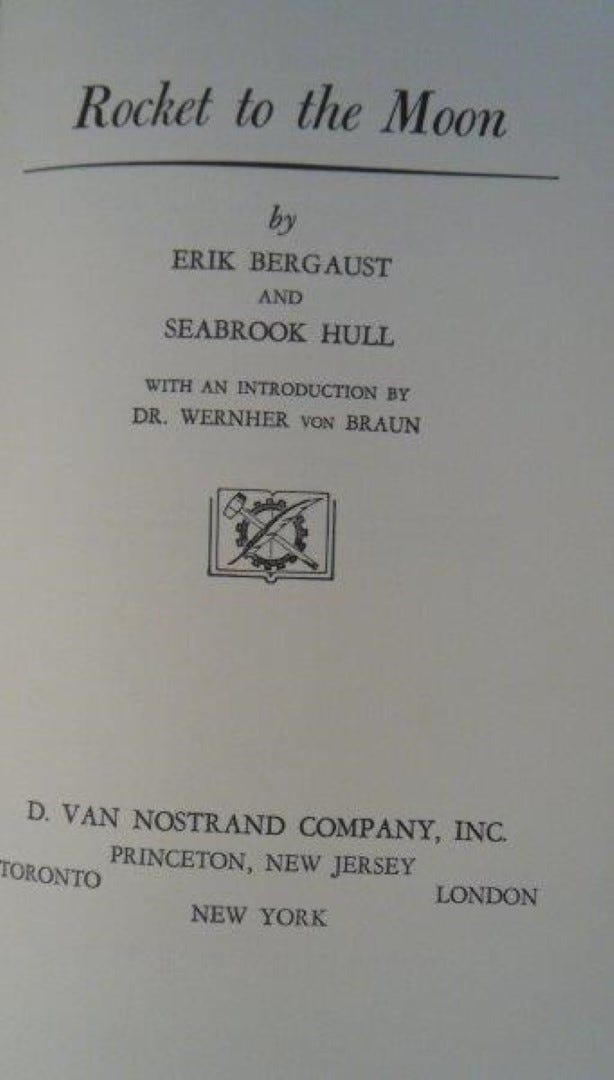 Rocket to the Moon
by
ERIK BERGAUST
AND
SEABROOK HULL
WITH AN INTRODUCTION BY
DR. WERNHER VON BRAUN
D. VAN NOSTRAND COMPANY, INC.
PRINCETON, NEW JERSEY
TORONTO LONDON
NEW YORK